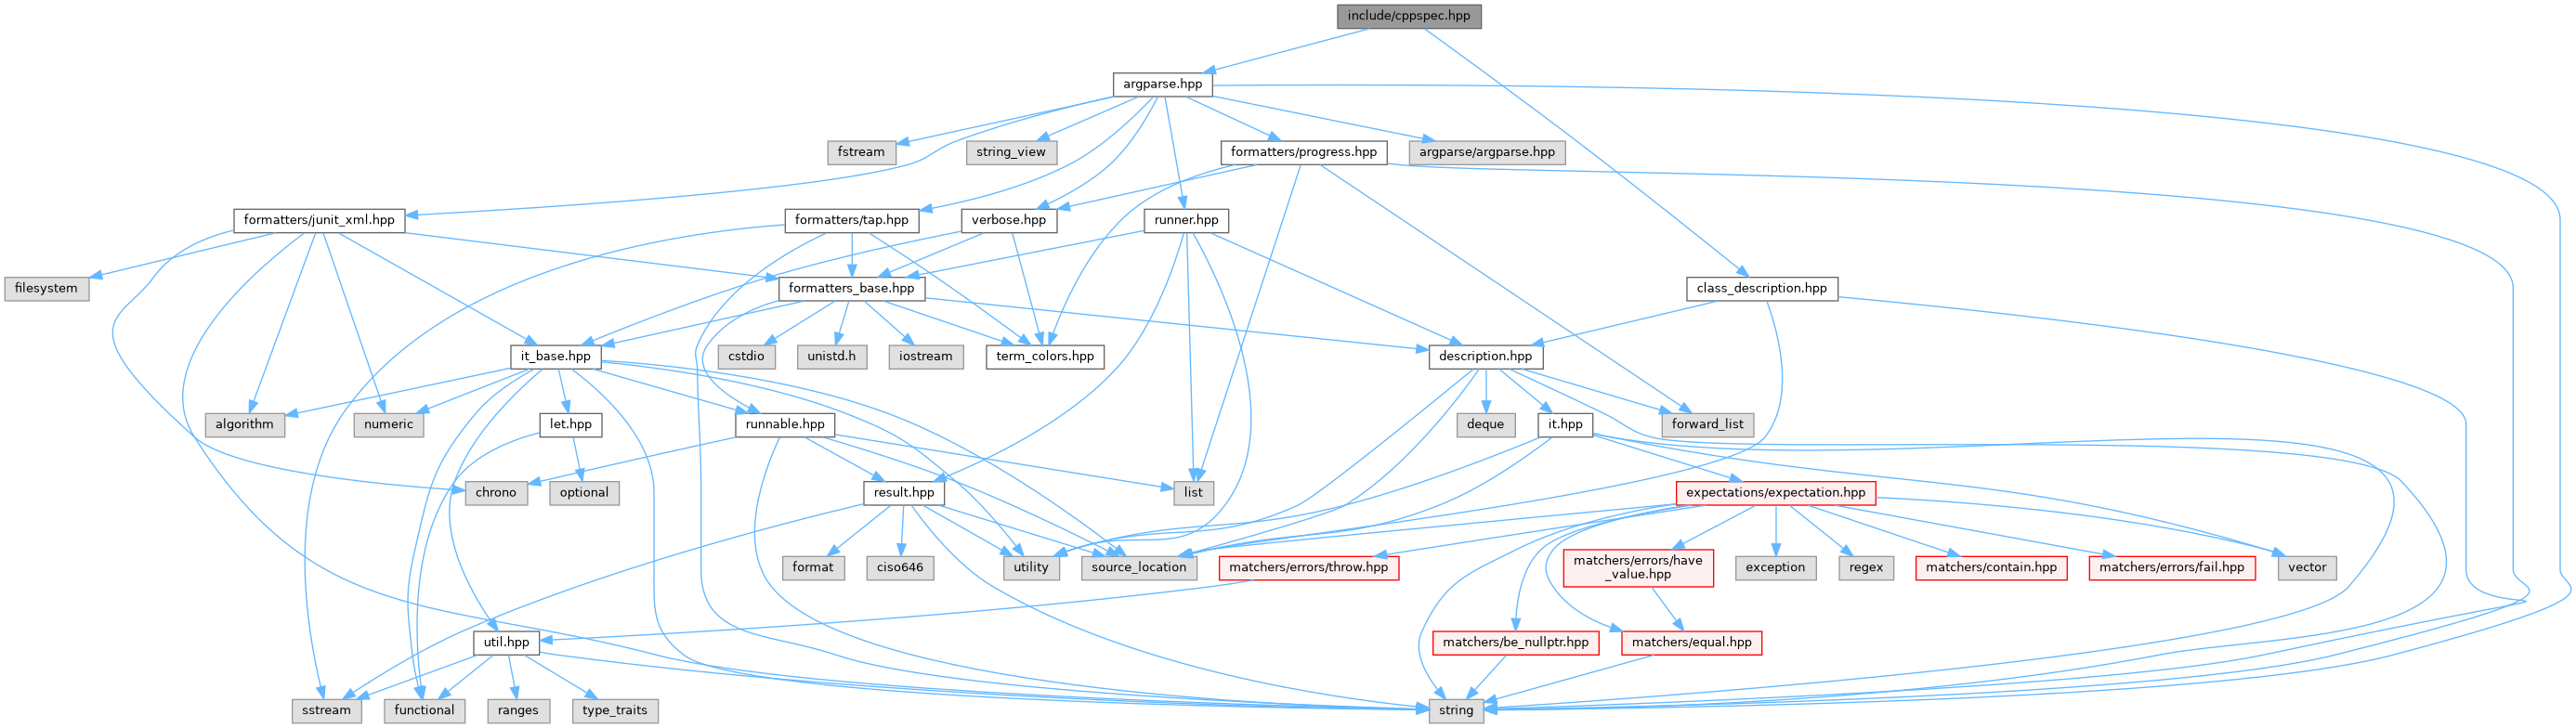 include/cppspec.hpp
argparse.hpp
fstream
string_view
formatters/progress.hpp
argparse/argparse.hpp
formatters/junit_xml.hpp
formatters/tap.hpp
verbose.hpp
runner.hpp
filesystem
formatters_base.hpp
class_description.hpp
it_base.hpp
cstdio
unistd.h
iostream
term_colors.hpp
description.hpp
algorithm
numeric
let.hpp
runnable.hpp
deque
it.hpp
forward_list
chrono
optional
result.hpp
list
expectations/expectation.hpp
format
ciso646
utility
source_location
matchers/errors/throw.hpp
matchers/errors/have
_value.hpp
exception
regex
matchers/contain.hpp
matchers/errors/fail.hpp
vector
util.hpp
matchers/be_nullptr.hpp
matchers/equal.hpp
sstream
functional
ranges
type_traits
string